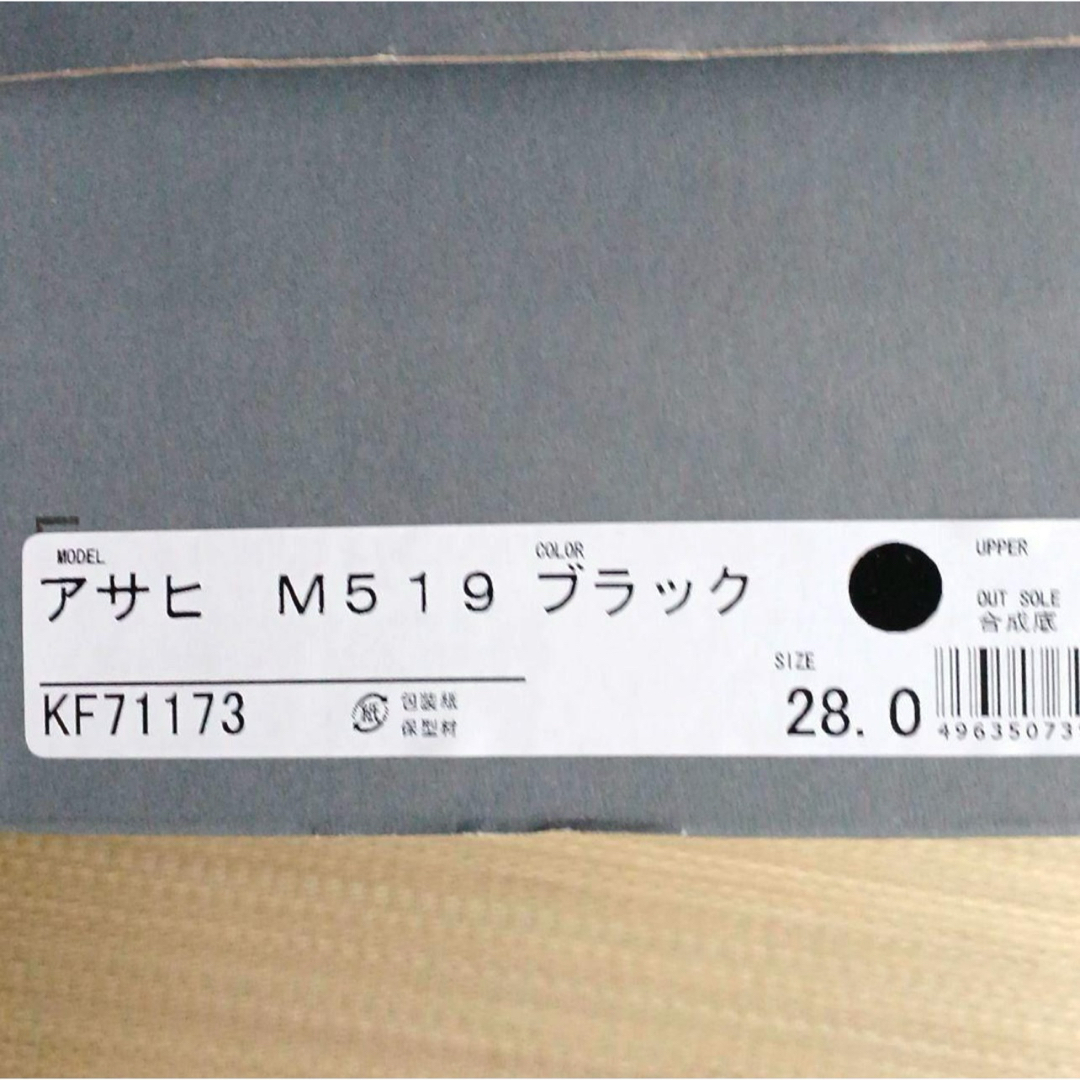 MODEL
アサヒ　Ｍ５１９
COLOR
ブラック
UPPER
OUT SOLE
合成底
KF71173
紙
包装紙
保型材
SIZE
28.0
49635073